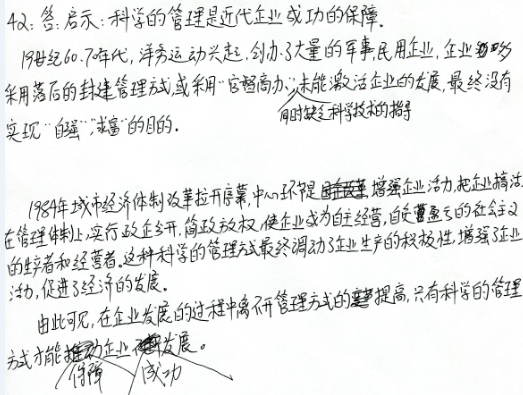 42: 答: 启示: 科学的管理是近代企业成功的保障。
19世纪60.70年代, 洋务运动兴起, 创办了大量的军事,民用企业, 企业
采用落后的封建管理方式,或采用"官督商办",未能激活企业的发展, 最终没有
同时缺乏科学技术的指导
实现"自强""求富"的目的。
1984年城市经济体制改革拉开序幕,中心环节是增强企业活力,把企业搞活
在管理体制上,实行政企分开,简政放权,使企业成为自主经营,自负盈亏的社会主义
的生产者和经营者。这种科学的管理方式最终调动了企业生产的积极性,增强了企业
活力,促进了经济的发展。
由此可见,在企业发展的过程中离不开管理方式的提高,只有科学的管理
方式才能企业发展。
保障 成功